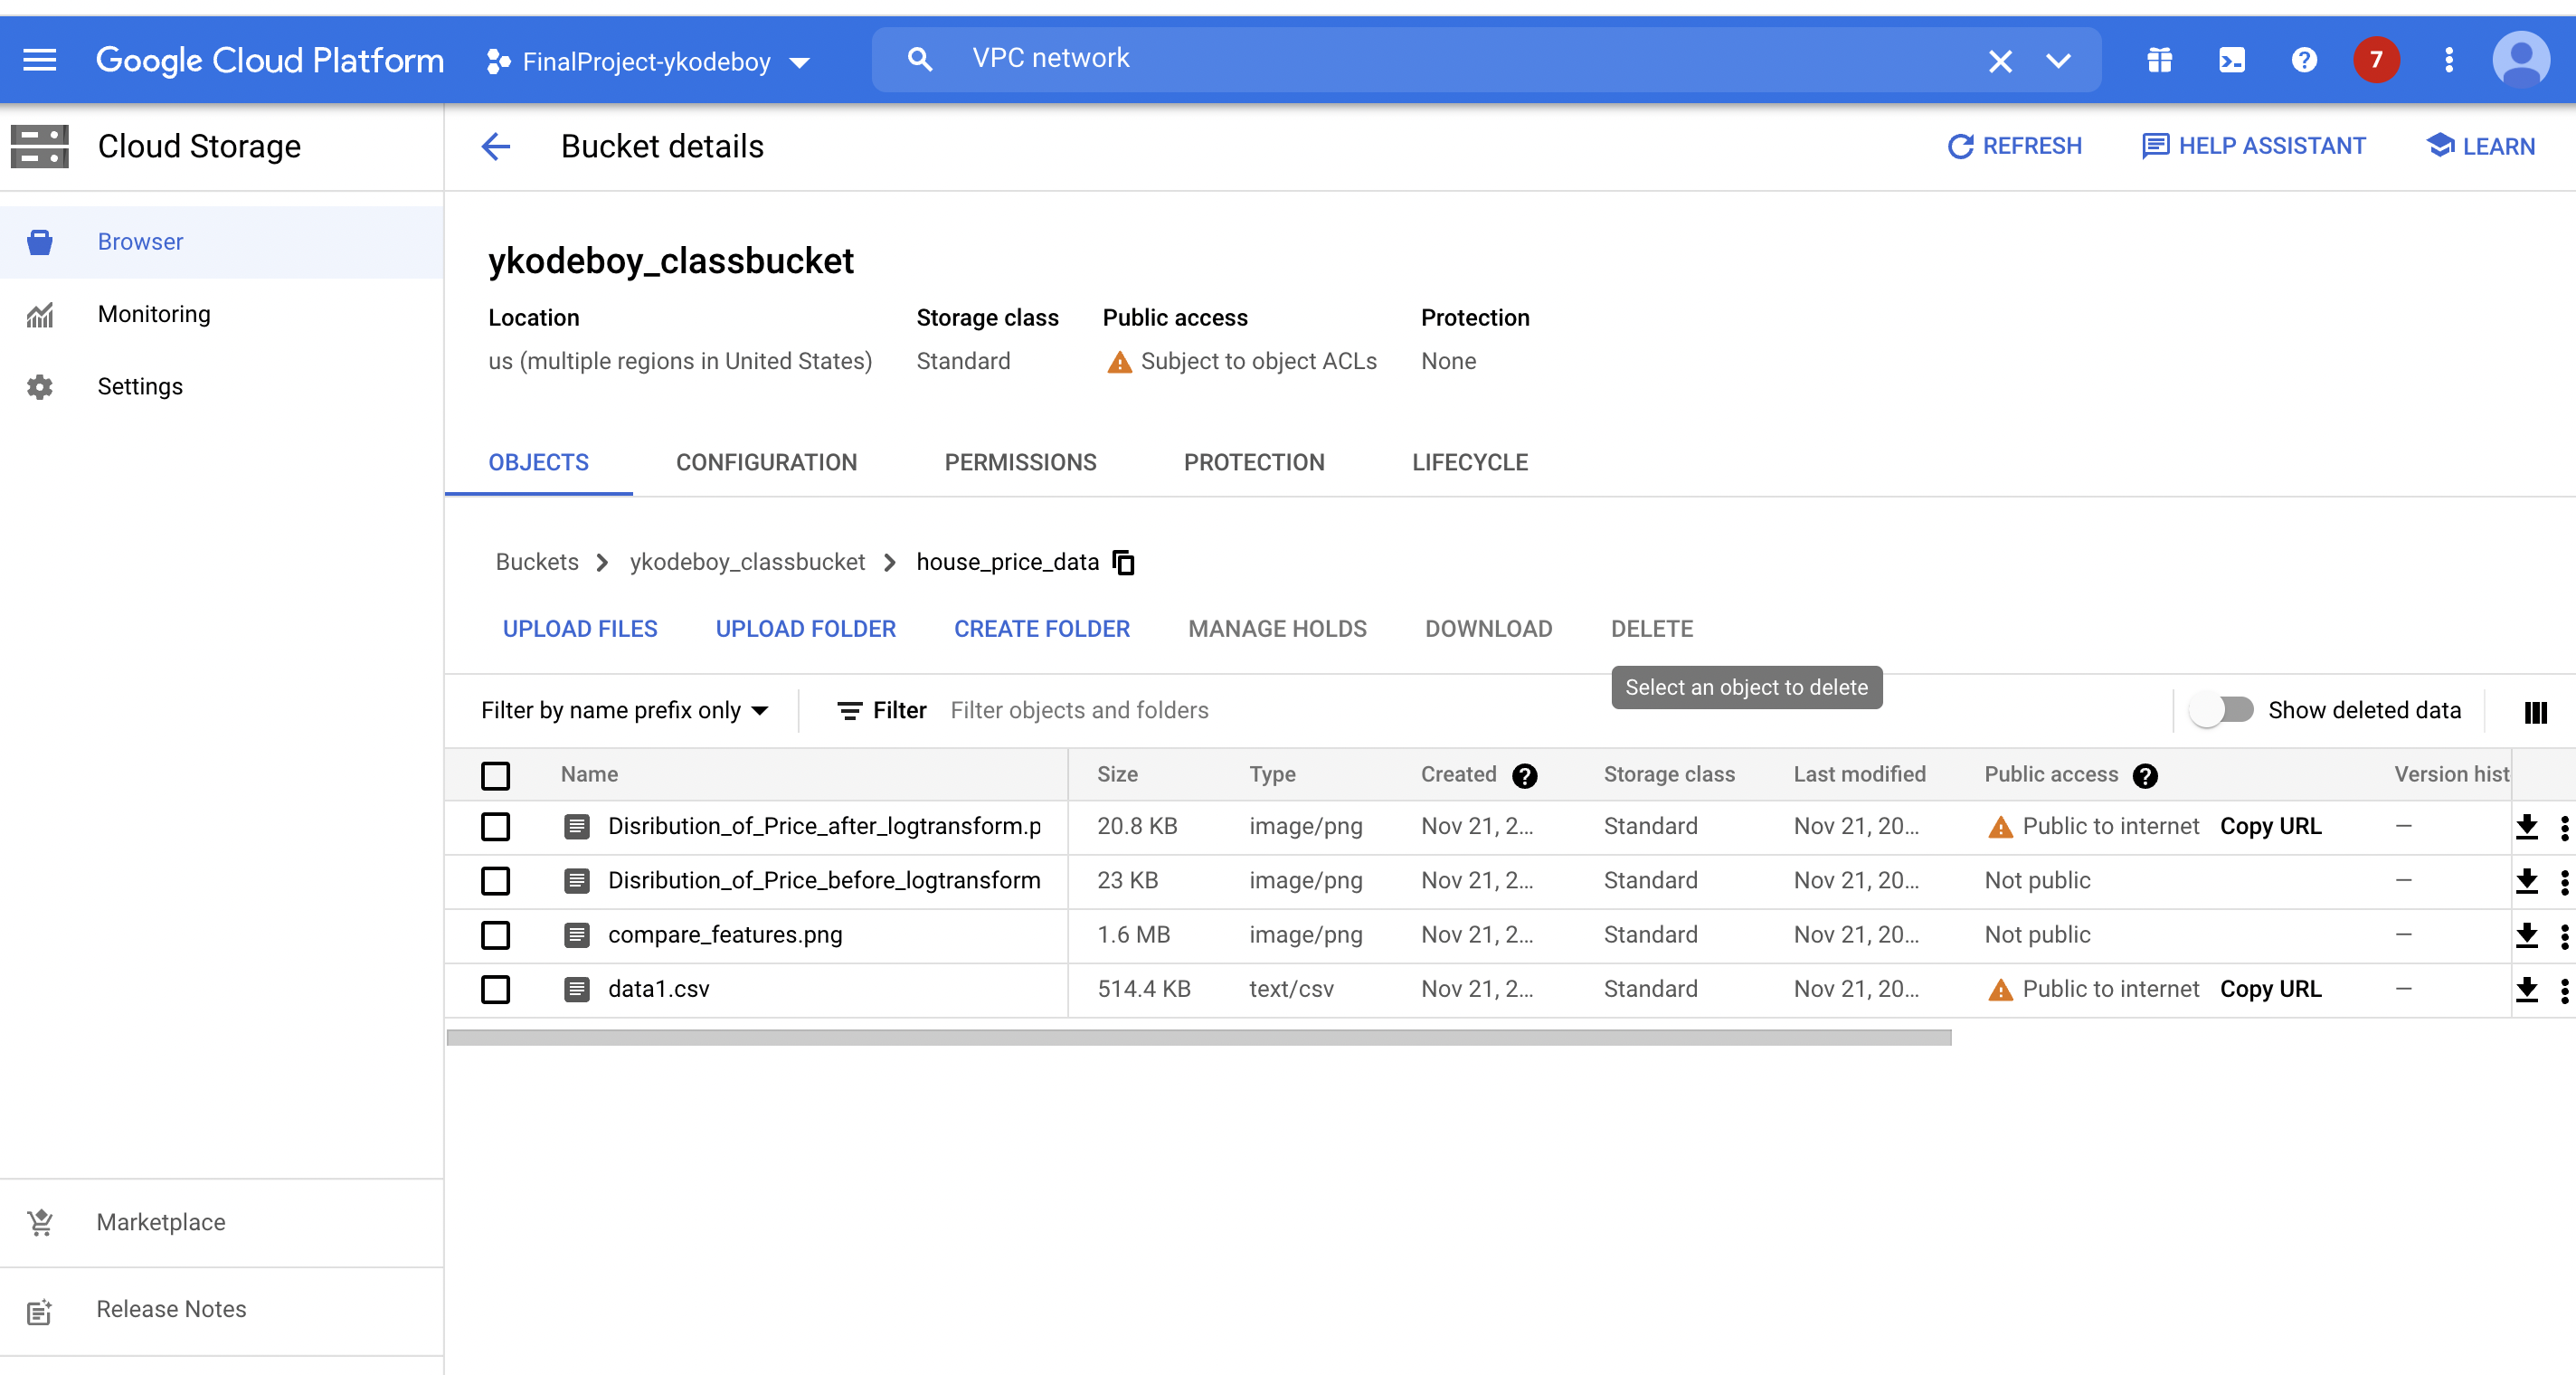 Google Cloud Platform FinalProject-ykodeboy VPC network 7
Cloud Storage
Browser
Monitoring
Settings
Marketplace
Release Notes
Bucket details REFRESH HELP ASSISTANT LEARN
ykodeboy_classbucket
Location Storage class Public access Protection
us (multiple regions in United States) Standard Subject to object ACLs None
OBJECTS CONFIGURATION PERMISSIONS PROTECTION LIFECYCLE
Buckets > ykodeboy_classbucket > house_price_data
UPLOAD FILES UPLOAD FOLDER CREATE FOLDER MANAGE HOLDS DOWNLOAD DELETE
Select an object to delete
Filter by name prefix only Filter Filter objects and folders Show deleted data
Name Size Type Created Storage class Last modified Public access Version hist
Disribution_of_Price_after_logtransform.p 20.8 KB image/png Nov 21, 2... Standard Nov 21, 20... Public to internet Copy URL —
Disribution_of_Price_before_logtransform 23 KB image/png Nov 21, 2... Standard Nov 21, 20... Not public —
compare_features.png 1.6 MB image/png Nov 21, 2... Standard Nov 21, 20... Not public —
data1.csv 514.4 KB text/csv Nov 21, 2... Standard Nov 21, 20... Public to internet Copy URL —